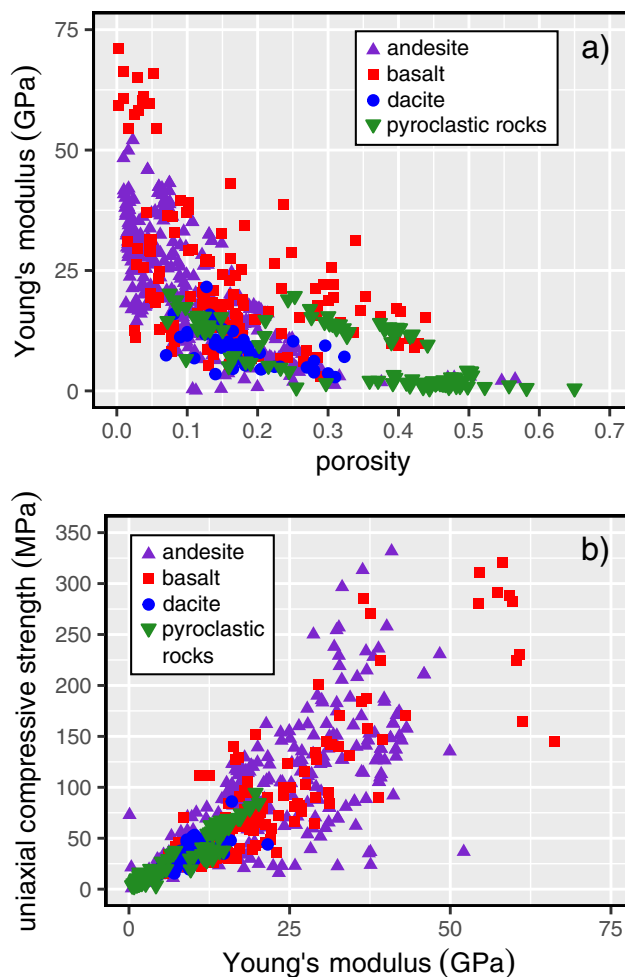 75
50
25
0
Young's modulus (GPa)
a)
andesite
basalt
dacite
pyroclastic rocks
0.0 0.1 0.2 0.3 0.4 0.5 0.6 0.7
porosity
350
300
250
200
150
100
50
0
uniaxial compressive strength (MPa)
b)
andesite
basalt
dacite
pyroclastic
rocks
0 25 50 75
Young's modulus (GPa)